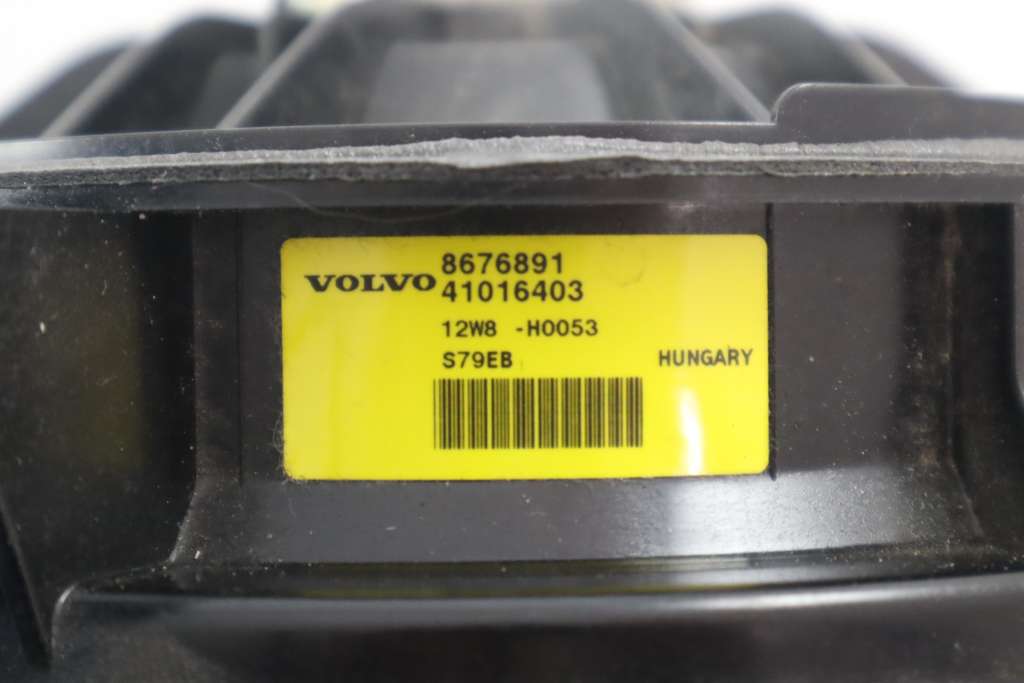 VOLVO 8676891
41016403
12W8 -H0053
S79EB HUNGARY